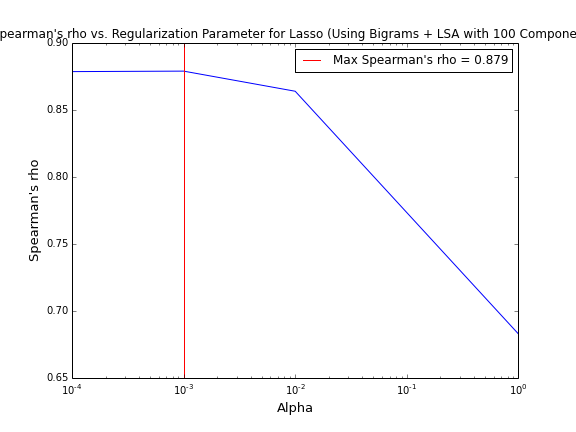 pearman's rho vs. Regularization Parameter for Lasso (Using Bigrams + LSA with 100 Compone
0.90
Max Spearman's rho = 0.879
0.85
0.80
Spearman's rho
0.75
0.70
0.65
10⁻⁴ 10⁻³ 10⁻² 10⁻¹ 10⁰
Alpha